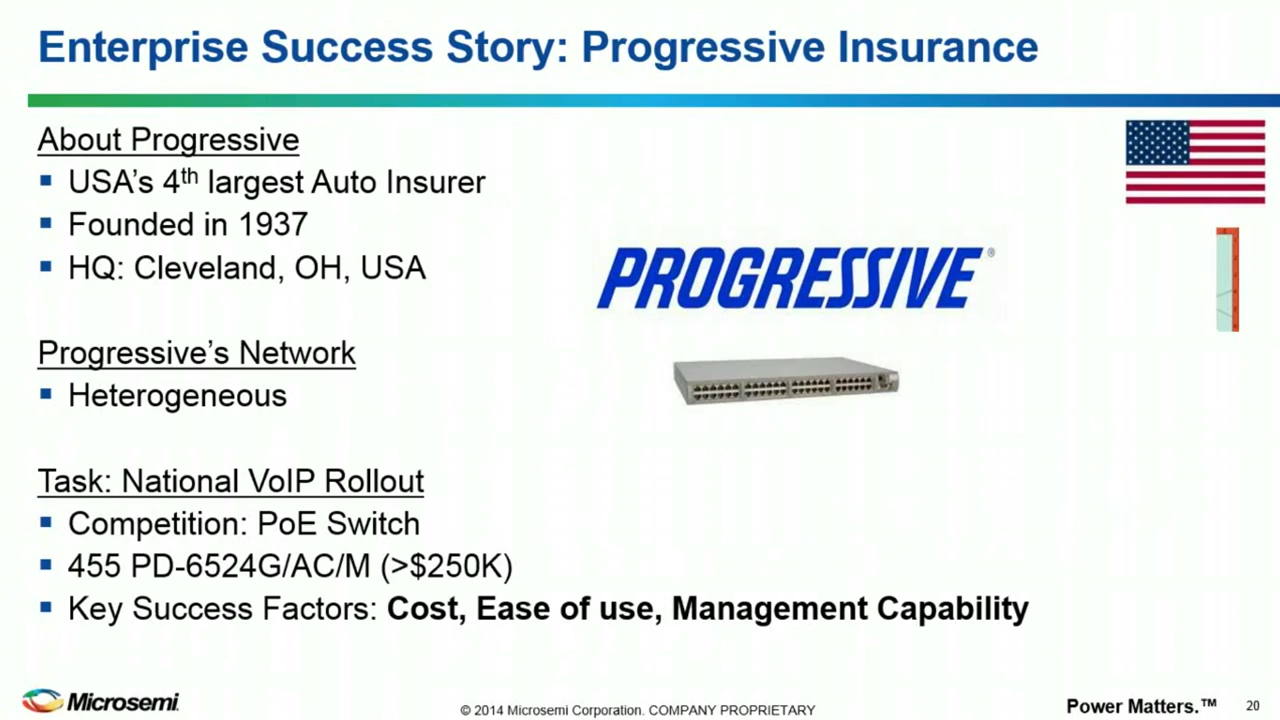 Enterprise Success Story: Progressive Insurance
About Progressive
USA's 4th largest Auto Insurer
Founded in 1937
HQ: Cleveland, OH, USA
PROGRESSIVE®
Progressive's Network
Heterogeneous
Task: National VoIP Rollout
Competition: PoE Switch
455 PD-6524G/AC/M (>$250K)
Key Success Factors: Cost, Ease of use, Management Capability
Microsemi
© 2014 Microsemi Corporation. COMPANY PROPRIETARY
Power Matters.™
20